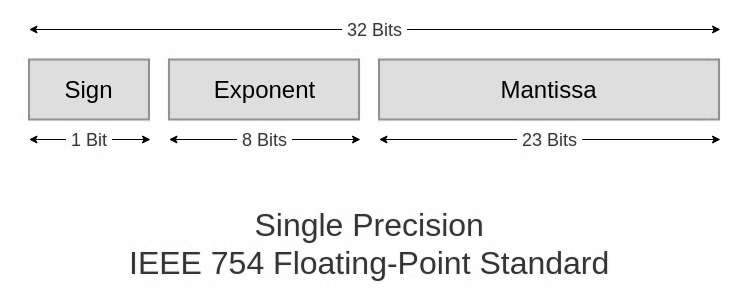 32 Bits
Sign Exponent Mantissa
1 Bit 8 Bits 23 Bits
Single Precision
IEEE 754 Floating-Point Standard